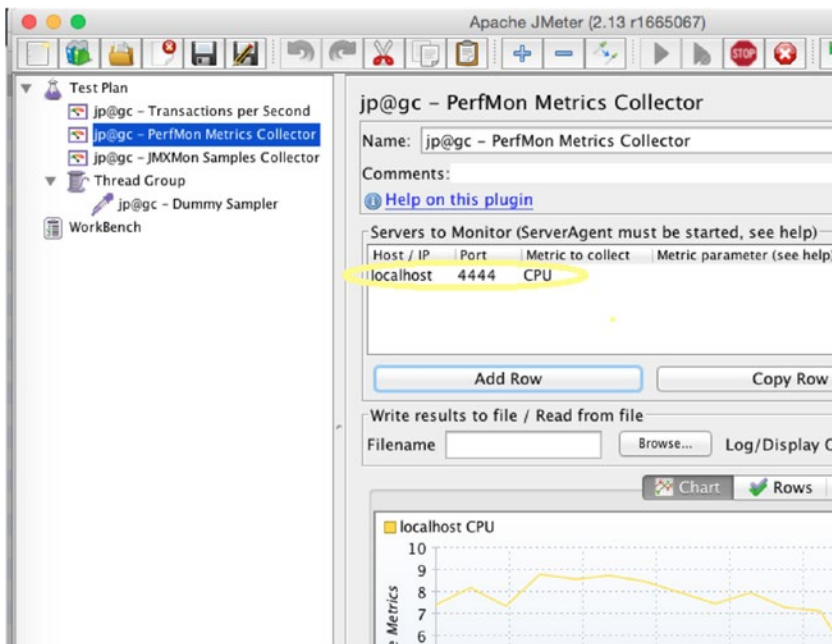 Apache JMeter (2.13 r1665067)
STOP
Test Plan
jp@gc - Transactions per Second
jp@gc - PerfMon Metrics Collector
jp@gc - JMXMon Samples Collector
Thread Group
jp@gc - Dummy Sampler
WorkBench
jp@gc - PerfMon Metrics Collector
Name: jp@gc - PerfMon Metrics Collector
Comments:
Help on this plugin
Servers to Monitor (ServerAgent must be started, see help)
Host / IP Port Metric to collect Metric parameter (see help)
localhost 4444 CPU
Add Row Copy Row
Write results to file / Read from file
Filename Browse... Log/Display
Chart Rows
localhost CPU
10
9
8
7
6
Metrics